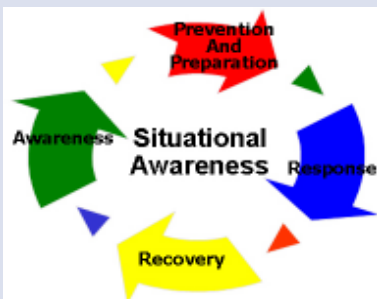 Prevention
And
Preparation
Awareness
Situational
Awareness
Response
Recovery